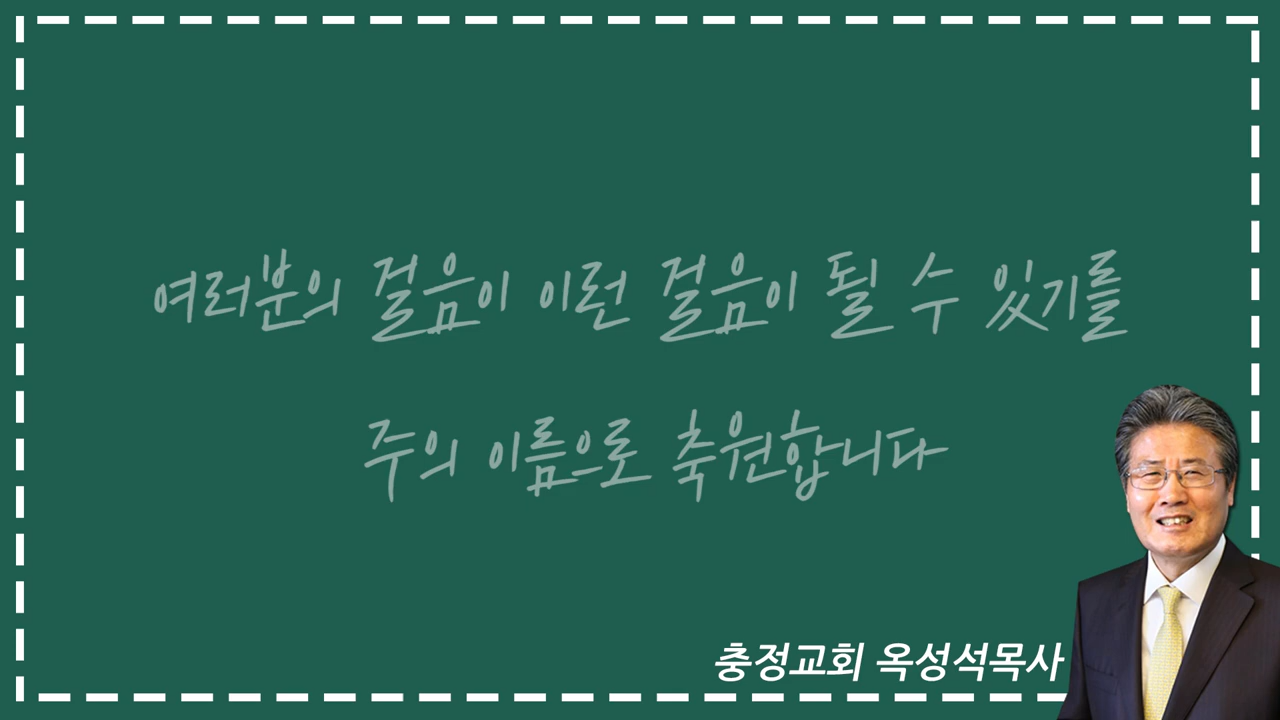 여러분의 걸음이 이런 걸음이 될 수 있기를
주의 이름으로 축원합니다
충정교회 옥성석목사